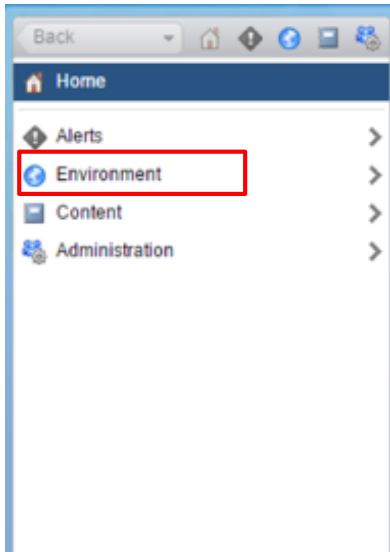 Back
Home
Alerts
Environment
Content
Administration